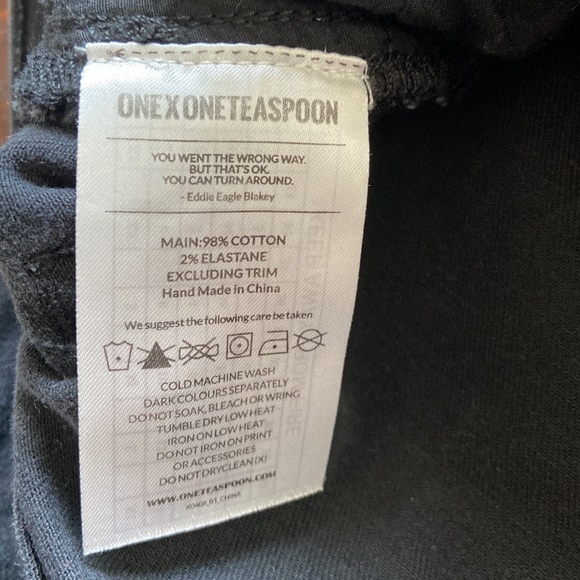 ONEXONETEASPOON
YOU WENT THE WRONG WAY.
BUT THAT'S OK.
YOU CAN TURN AROUND.
- Eddie Eagle Blakey
MAIN:98% COTTON
2% ELASTANE
EXCLUDING TRIM
Hand Made in China
We suggest the following care be taken
COLD MACHINE WASH
DARK COLOURS SEPARATELY
DO NOT SOAK, BLEACH OR WRING
TUMBLE DRY LOW HEAT
IRON ON LOW HEAT
DO NOT IRON ON PRINT
OR ACCESSORIES
DO NOT DRYCLEAN (X)
WWW.ONETEASPOON.COM